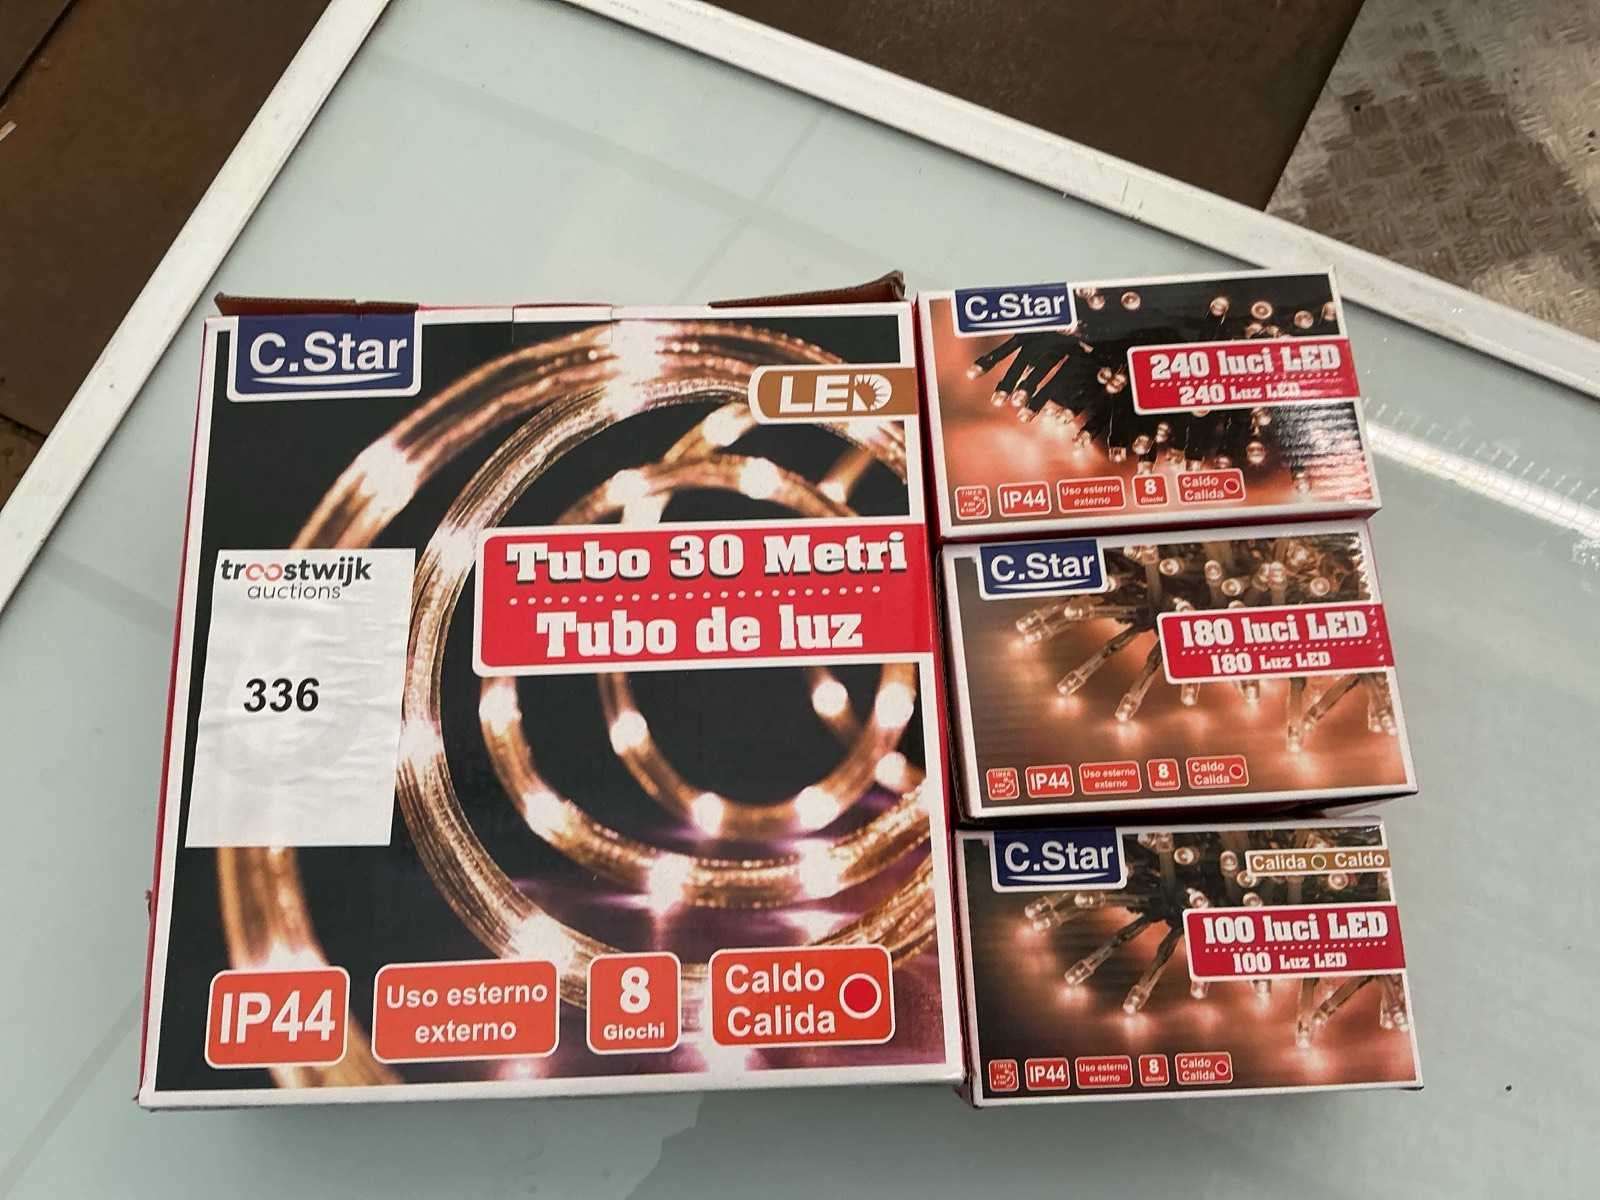 C.Star
LED
Tubo 30 Metri
Tubo de luz
troostwijk
auctions
336
IP44
Uso esterno
externo
8
Giochi
Caldo
Calida
C.Star
240 luci LED
240 Luz LED
TIMER
IP44
Uso esterno
externo
8
Giochi
Caldo
Calida
C.Star
180 luci LED
180 Luz LED
TIMER
IP44
Uso esterno
externo
8
Giochi
Caldo
Calida
C.Star
Calida Caldo
100 luci LED
100 Luz LED
TIMER
IP44
Uso esterno
externo
8
Giochi
Caldo
Calida